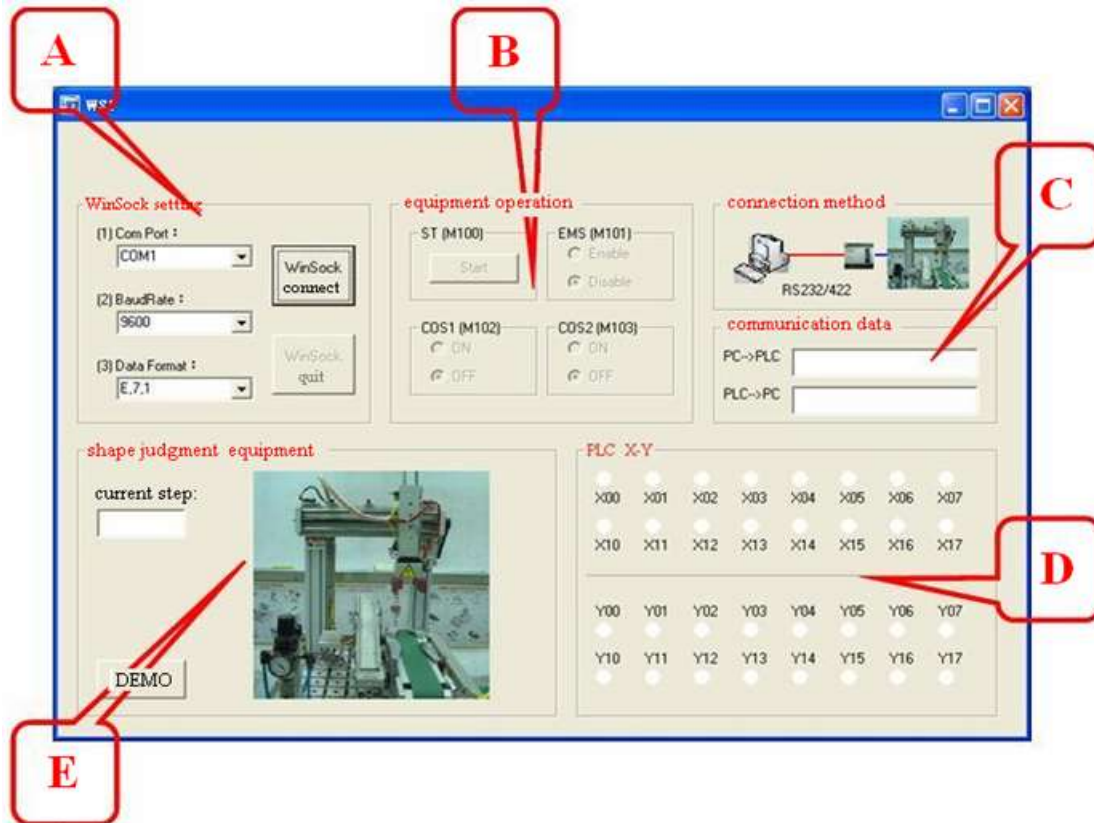 A
B
C
WinSock setting
(1) Com Port :
COM1
WinSock
connect
(2) BaudRate :
9600
(3) Data Format :
E,7,1
WinSock
quit
equipment operation
ST (M100)
Start
EMS (M101)
Enable
Disable
COS1 (M102)
ON
OFF
COS2 (M103)
ON
OFF
connection method
RS232/422
communication data
PC-->PLC
PLC-->PC
shape judgment equipment
current step:
DEMO
PLC X-Y
X00 X01 X02 X03 X04 X05 X06 X07
X10 X11 X12 X13 X14 X15 X16 X17
Y00 Y01 Y02 Y03 Y04 Y05 Y06 Y07
Y10 Y11 Y12 Y13 Y14 Y15 Y16 Y17
D
E